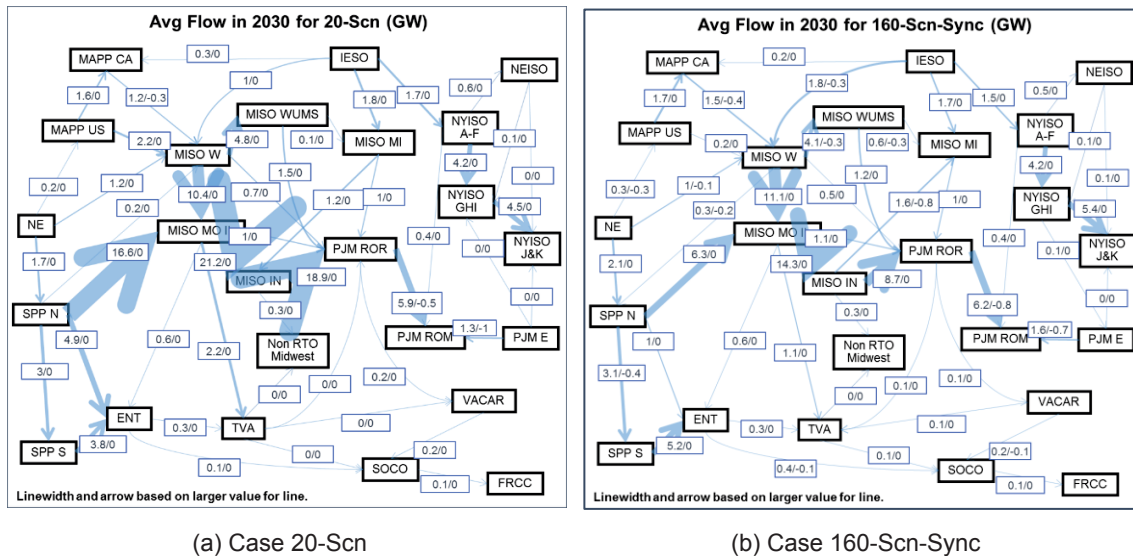 Avg Flow in 2030 for 20-Scn (GW)
MAPP CA
0.3/0
IESO
NEISO
1/0
1.6/0
1.2/-0.3
1.8/0
1.7/0
0.6/0
MISO WUMS
MAPP US
2.2/0
4.8/0
0.1/0
MISO MI
NYISO
A-F
0.1/0
MISO W
4.2/0
0.2/0
1.2/0
10.4/0
0.7/0
1.5/0
1.2/0
1/0
0.2/0
NYISO
GHI
4.5/0
NE
MISO MO IL
1/0
PJM ROR
0.4/0
0/0
NYISO
J&K
1.7/0
16.6/0
21.2/0
MISO IN
18.9/0
0/0
SPP N
0.3/0
5.9/-0.5
4.9/0
0.6/0
2.2/0
Non RTO
Midwest
PJM ROM
1.3/-1
PJM E
3/0
0/0
0/0
0.2/0
VACAR
ENT
0.3/0
TVA
0/0
SPP S
3.8/0
0/0
0.2/0
0.1/0
SOCO
0.1/0
FRCC
Linewidth and arrow based on larger value for line.
(a) Case 20-Scn
Avg Flow in 2030 for 160-Scn-Sync (GW)
MAPP CA
0.2/0
IESO
NEISO
1.8/-0.3
1.7/0
1.5/-0.4
1.7/0
1.5/0
0.5/0
MISO WUMS
MAPP US
0.2/0
4.1/-0.3
0.6/-0.3
MISO MI
NYISO
A-F
0.1/0
MISO W
4.2/0
0.1/0
0.3/-0.3
1/-0.1
11.1/0
0.5/0
1.2/0
1.6/-0.8
1/0
0.3/-0.2
NYISO
GHI
5.4/0
NE
MISO MO IL
1.1/0
PJM ROR
0.4/0
0.1/0
NYISO
J&K
2.1/0
6.3/0
14.3/0
MISO IN
8.7/0
0/0
SPP N
0.3/0
6.2/-0.8
1/0
0.6/0
1.1/0
Non RTO
Midwest
PJM ROM
1.6/-0.7
PJM E
3.1/-0.4
0/0
0.1/0
0.1/0
VACAR
ENT
0.3/0
TVA
0.1/0
SPP S
5.2/0
0.1/0
0.2/-0.1
0.4/-0.1
SOCO
0.1/0
FRCC
Linewidth and arrow based on larger value for line.
(b) Case 160-Scn-Sync